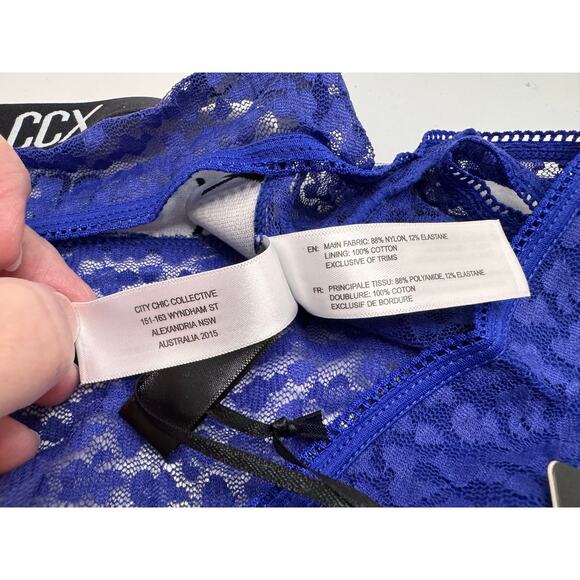 CCX
CITY CHIC COLLECTIVE
151-163 WYNDHAM ST
ALEXANDRIA NSW
AUSTRALIA 2015
EN: MAIN FABRIC: 88% NYLON, 12% ELASTANE
LINING: 100% COTTON
EXCLUSIVE OF TRIMS
FR: PRINCIPALE TISSU: 88% POLYAMIDE, 12% ELASTANE
DOUBLURE: 100% COTON
EXCLUSIF DE BORDURE